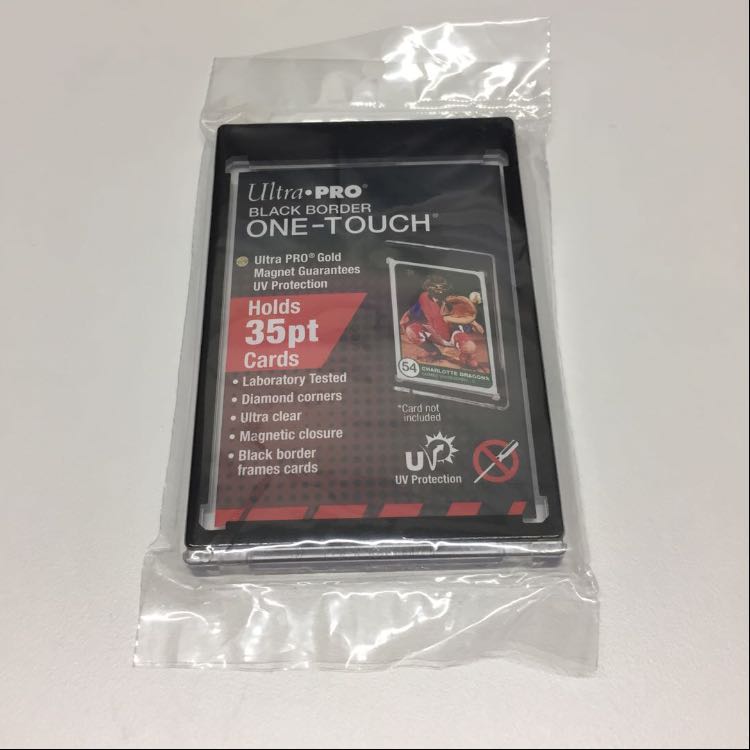 Ultra•PRO®
BLACK BORDER
ONE-TOUCH®
Ultra PRO® Gold
Magnet Guarantees
UV Protection
Holds
35pt
Cards
• Laboratory Tested
• Diamond corners
• Ultra clear
• Magnetic closure
• Black border
frames cards
54
CHARLOTTE DRAGONS
*Card not
included
UV
UV Protection